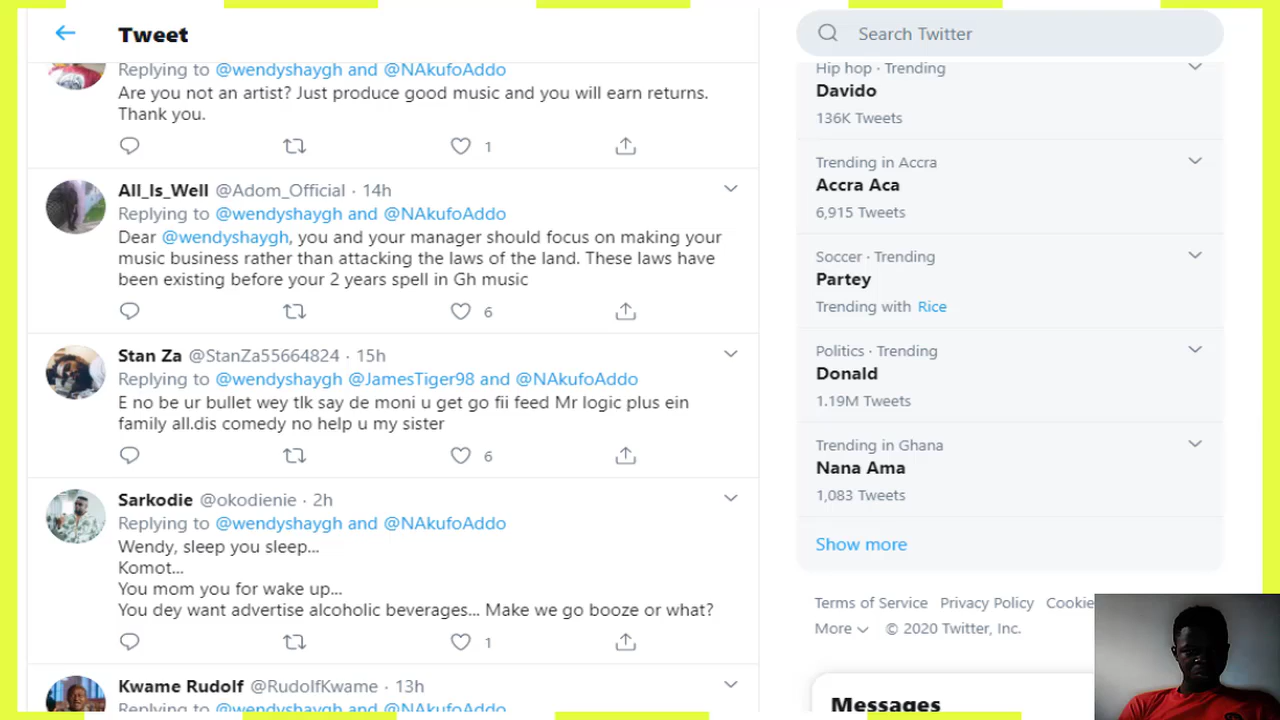 Tweet
Replying to @wendyshaygh and @NAkufoAddo
Are you not an artist? Just produce good music and you will earn returns.
Thank you.
1
All_Is_Well @Adom_Official · 14h
Replying to @wendyshaygh and @NAkufoAddo
Dear @wendyshaygh, you and your manager should focus on making your
music business rather than attacking the laws of the land. These laws have
been existing before your 2 years spell in Gh music
6
Stan Za @StanZa55664824 · 15h
Replying to @wendyshaygh @JamesTiger98 and @NAkufoAddo
E no be ur bullet wey tlk say de moni u get go fii feed Mr logic plus ein
family all.dis comedy no help u my sister
6
Sarkodie @okodienie · 2h
Replying to @wendyshaygh and @NAkufoAddo
Wendy, sleep you sleep...
Komot...
You mom you for wake up...
You dey want advertise alcoholic beverages... Make we go booze or what?
1
Kwame Rudolf @RudolfKwame · 13h
Replying to @wendyshaygh and @NAkufoAddo
Search Twitter
Hip hop · Trending
Davido
136K Tweets
Trending in Accra
Accra Aca
6,915 Tweets
Soccer · Trending
Partey
Trending with Rice
Politics · Trending
Donald
1.19M Tweets
Trending in Ghana
Nana Ama
1,083 Tweets
Show more
Terms of Service Privacy Policy Cookie
More © 2020 Twitter, Inc.
Messages